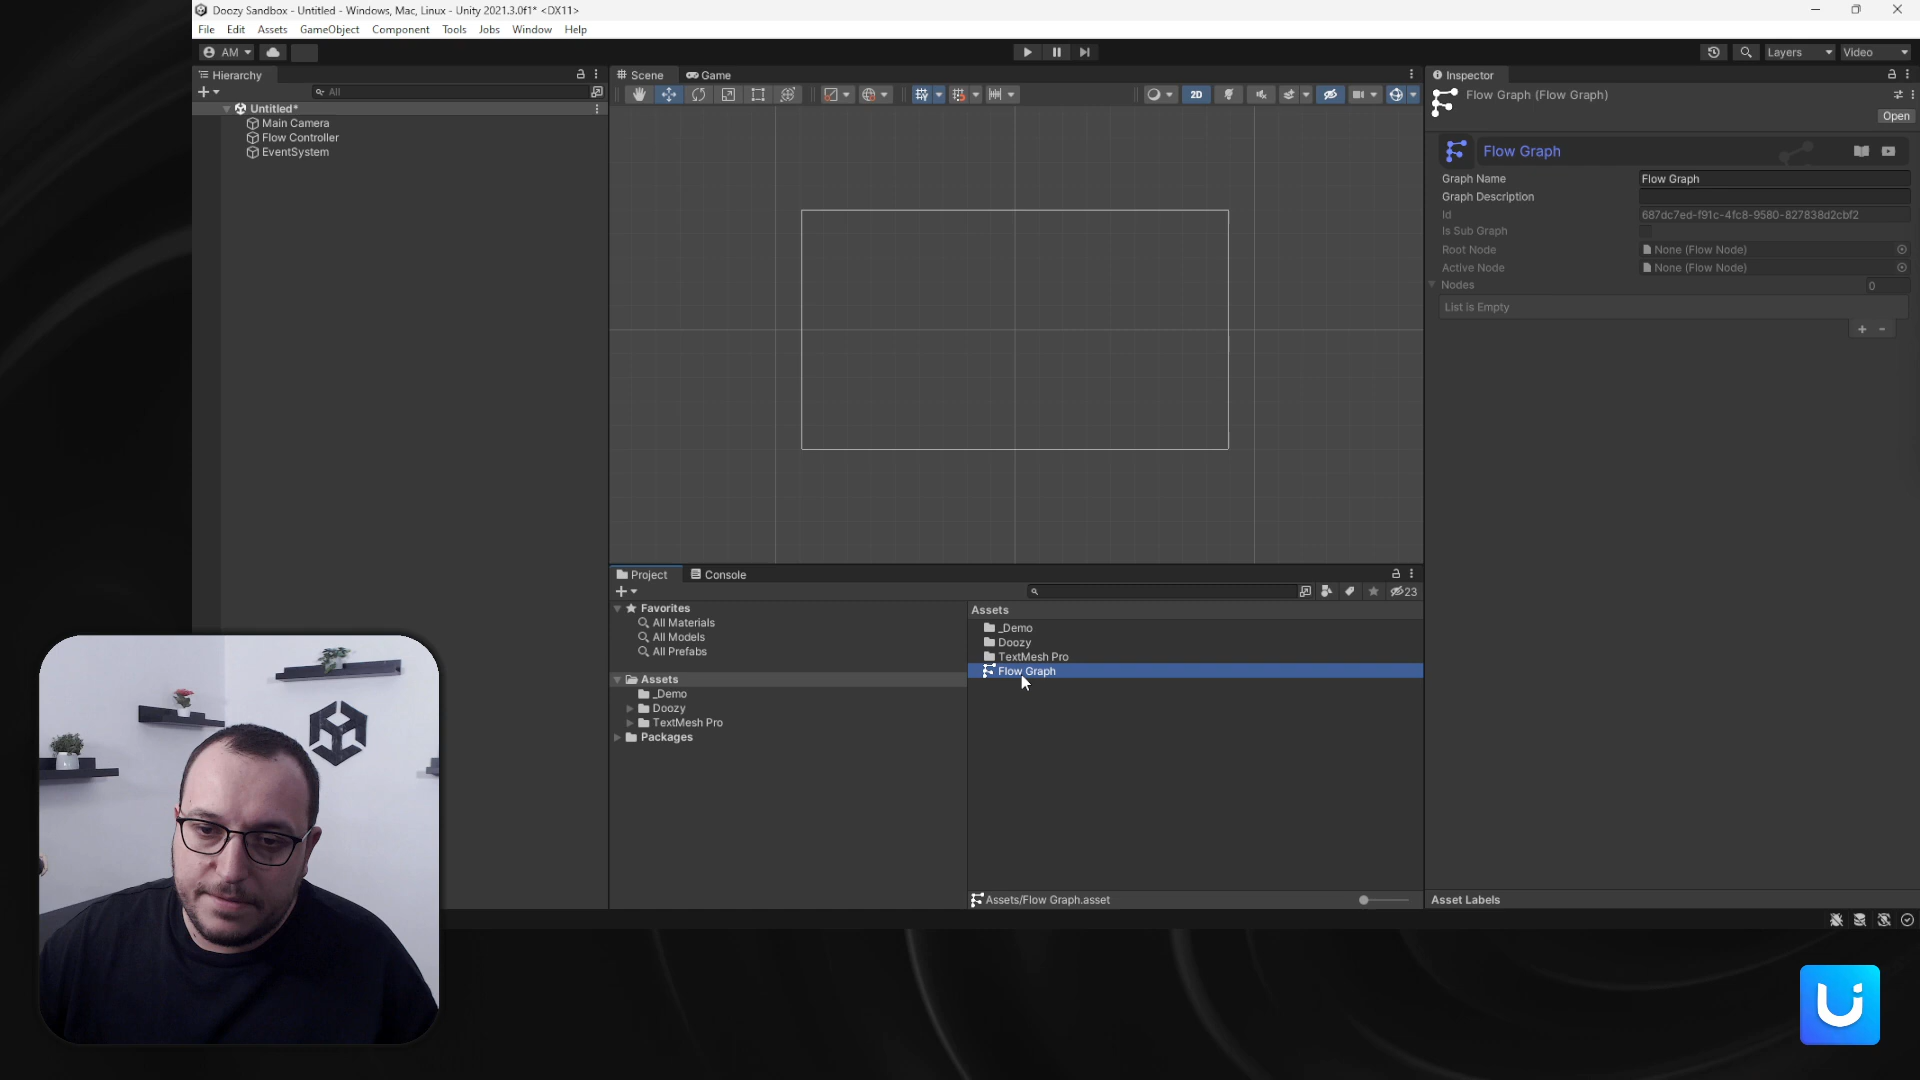 Doozy Sandbox - Untitled - Windows, Mac, Linux - Unity 2021.3.0f1* <DX11>
File Edit Assets GameObject Component Tools Jobs Window Help
AM
Layers
Video
Hierarchy
All
Untitled*
Main Camera
Flow Controller
EventSystem
Scene
Game
2D
Inspector
Flow Graph (Flow Graph)
Open
Flow Graph
Graph Name Flow Graph
Graph Description
Id 687dc7ed-f91c-4fc8-9580-827838d2cbf2
Is Sub Graph
Root Node None (Flow Node)
Active Node None (Flow Node)
Nodes 0
List is Empty
+ -
Project
Console
23
Favorites
All Materials
All Models
All Prefabs
Assets
_Demo
Doozy
TextMesh Pro
Packages
Assets
_Demo
Doozy
TextMesh Pro
Flow Graph
Assets/Flow Graph.asset
Asset Labels